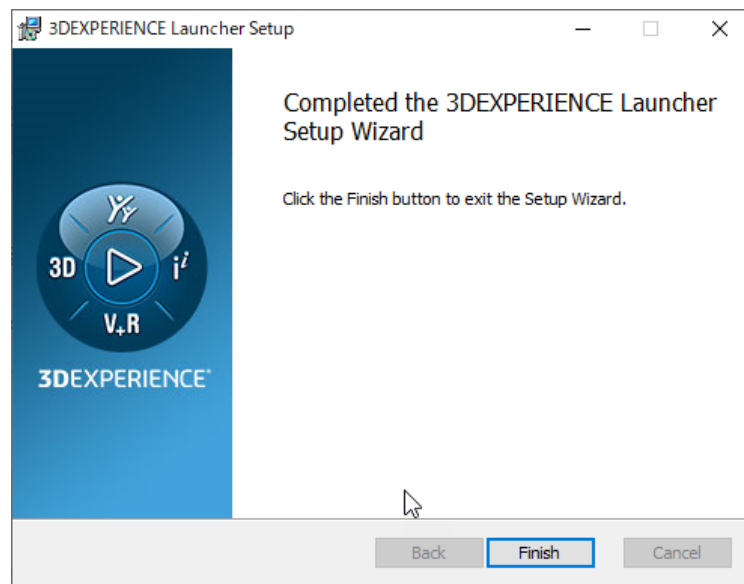 3DEXPERIENCE Launcher Setup
Completed the 3DEXPERIENCE Launcher
Setup Wizard
Click the Finish button to exit the Setup Wizard.
3D
iⁱ
V+R
3DEXPERIENCE
Back
Finish
Cancel